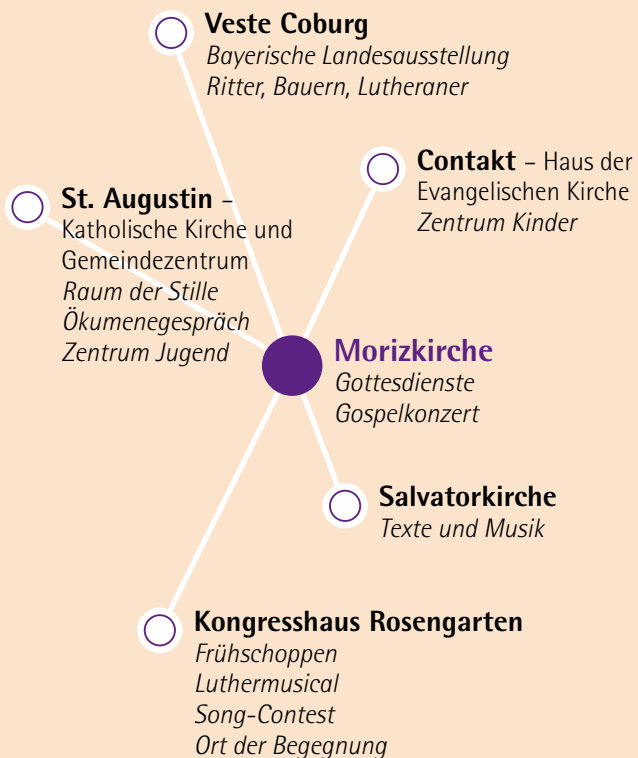 Veste Coburg
Bayerische Landesausstellung
Ritter, Bauern, Lutheraner
Contakt – Haus der
Evangelischen Kirche
Zentrum Kinder
St. Augustin –
Katholische Kirche und
Gemeindezentrum
Raum der Stille
Ökumenegespräch
Zentrum Jugend
Morizkirche
Gottesdienste
Gospelkonzert
Salvatorkirche
Texte und Musik
Kongresshaus Rosengarten
Frühschoppen
Luthermusical
Song-Contest
Ort der Begegnung